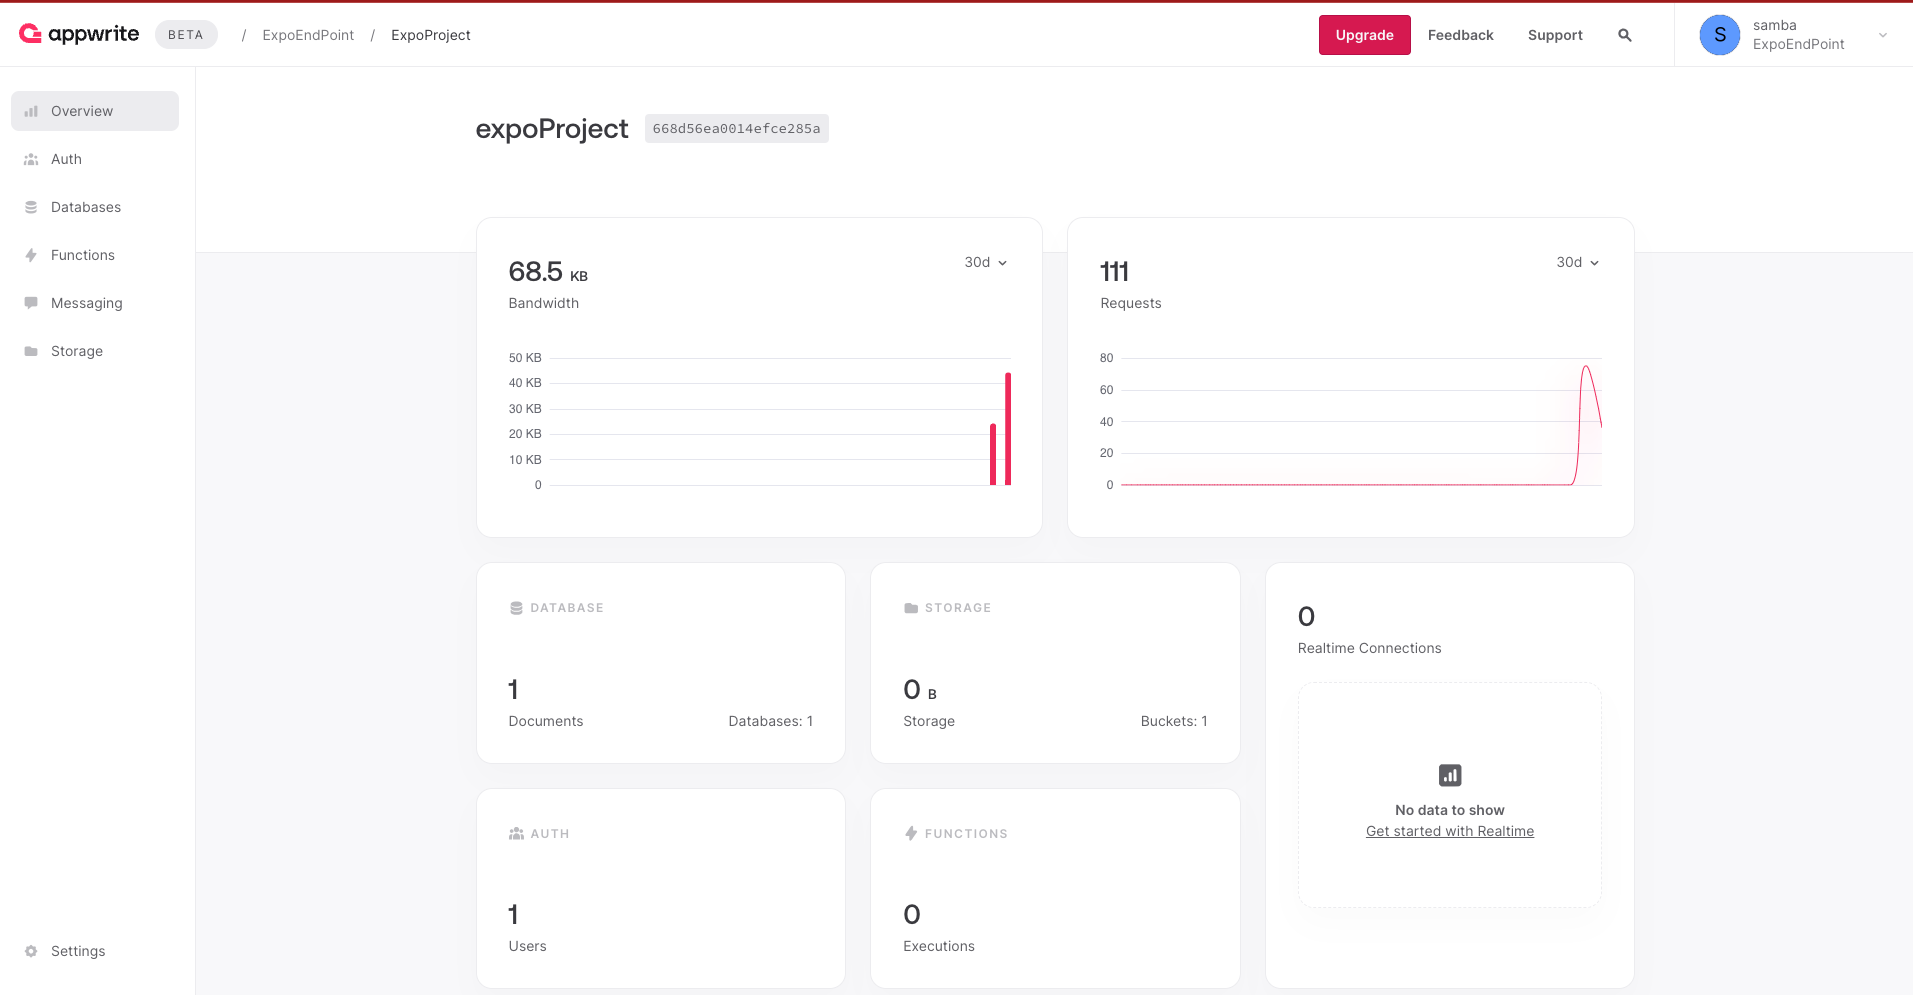 appwrite BETA / ExpoEndPoint / ExpoProject Upgrade Feedback Support S samba
ExpoEndPoint
Overview
Auth
Databases
Functions
Messaging
Storage
Settings
expoProject 668d56ea0014efce285a
68.5 KB 30d
Bandwidth
50 KB
40 KB
30 KB
20 KB
10 KB
0
111 30d
Requests
80
60
40
20
0
DATABASE
1
Documents Databases: 1
STORAGE
0 B
Storage Buckets: 1
0
Realtime Connections
No data to show
Get started with Realtime
AUTH
1
Users
FUNCTIONS
0
Executions